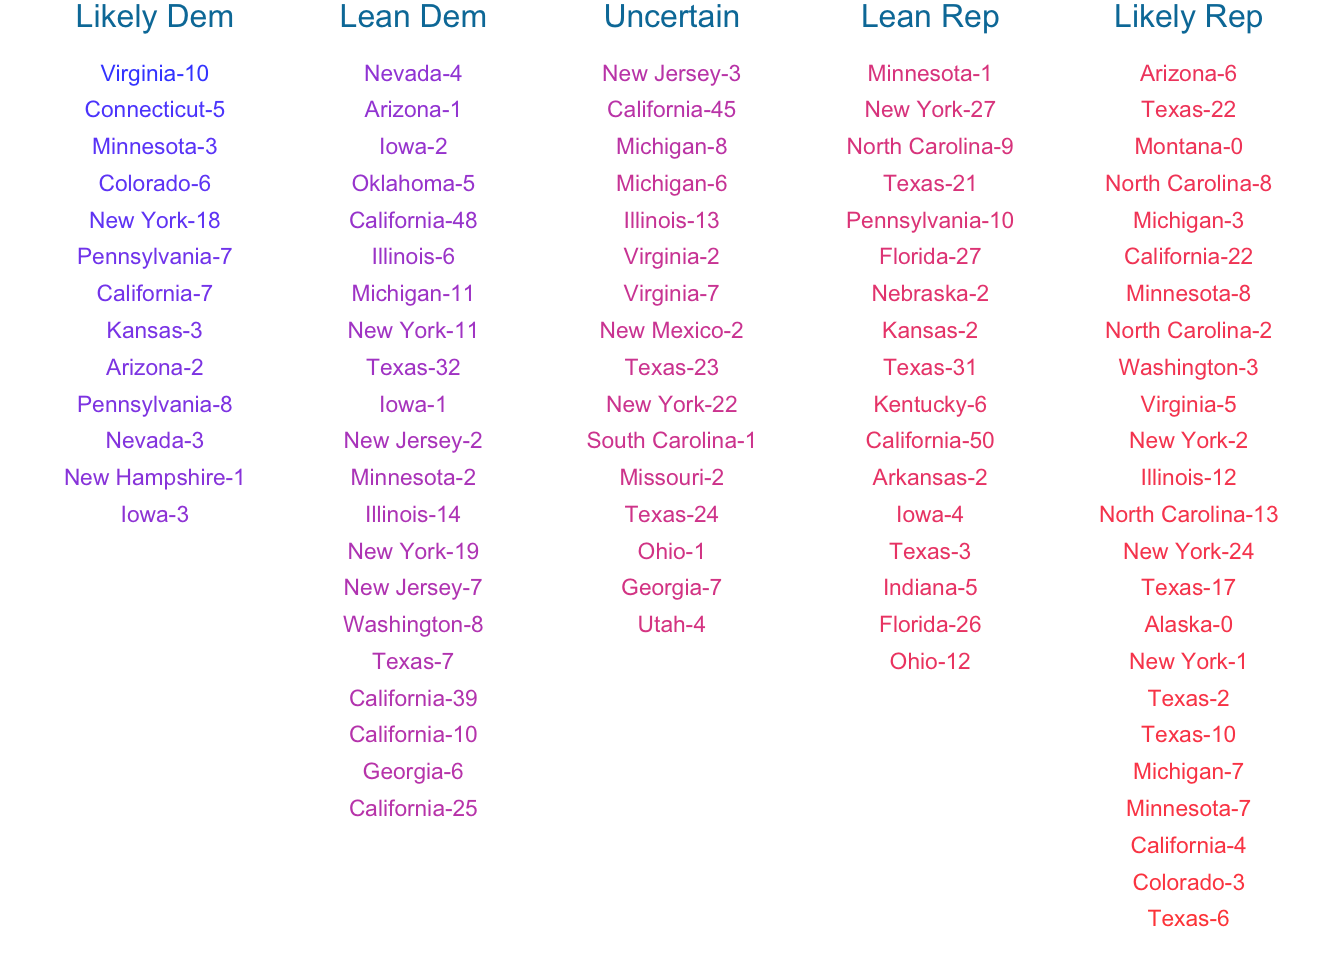 Likely Dem Lean Dem Uncertain Lean Rep Likely Rep
Virginia-10 Nevada-4 New Jersey-3 Minnesota-1 Arizona-6
Connecticut-5 Arizona-1 California-45 New York-27 Texas-22
Minnesota-3 Iowa-2 Michigan-8 North Carolina-9 Montana-0
Colorado-6 Oklahoma-5 Michigan-6 Texas-21 North Carolina-8
New York-18 California-48 Illinois-13 Pennsylvania-10 Michigan-3
Pennsylvania-7 Illinois-6 Virginia-2 Florida-27 California-22
California-7 Michigan-11 Virginia-7 Nebraska-2 Minnesota-8
Kansas-3 New York-11 New Mexico-2 Kansas-2 North Carolina-2
Arizona-2 Texas-32 Texas-23 Texas-31 Washington-3
Pennsylvania-8 Iowa-1 New York-22 Kentucky-6 Virginia-5
Nevada-3 New Jersey-2 South Carolina-1 California-50 New York-2
New Hampshire-1 Minnesota-2 Missouri-2 Arkansas-2 Illinois-12
Iowa-3 Illinois-14 Texas-24 Iowa-4 North Carolina-13
New York-19 Ohio-1 Texas-3 New York-24
New Jersey-7 Georgia-7 Indiana-5 Texas-17
Washington-8 Utah-4 Florida-26 Alaska-0
Texas-7 Ohio-12 New York-1
California-39 Texas-2
California-10 Texas-10
Georgia-6 Michigan-7
California-25 Minnesota-7
California-4
Colorado-3
Texas-6